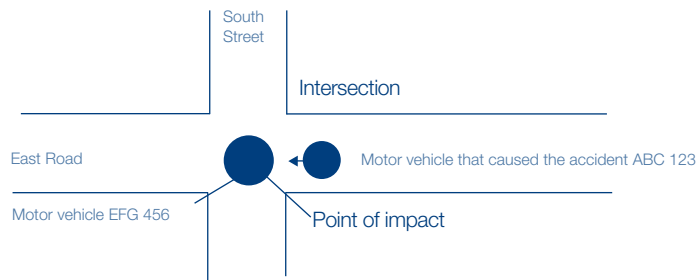 South
Street
Intersection
East Road
Motor vehicle that caused the accident ABC 123
Motor vehicle EFG 456
Point of impact